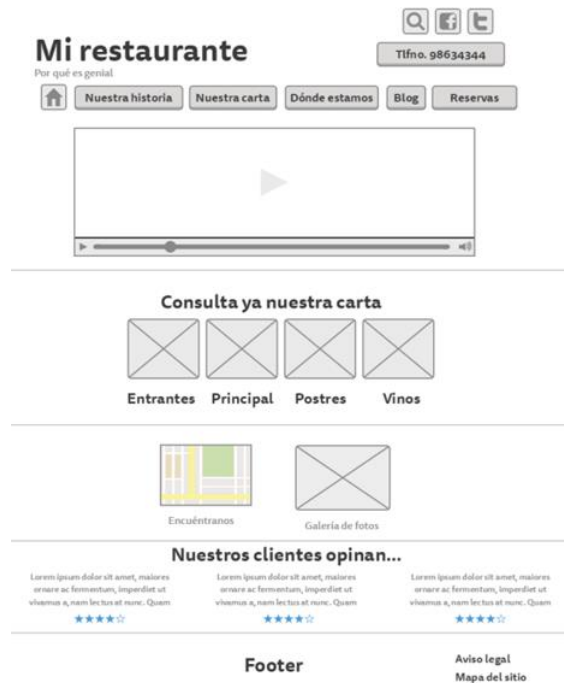 Mi restaurante
Por qué es genial
Tlfno. 98634344
Nuestra historia
Nuestra carta
Dónde estamos
Blog
Reservas
Consulta ya nuestra carta
Entrantes
Principal
Postres
Vinos
Encuéntranos
Galería de fotos
Nuestros clientes opinan...
Lorem ipsum dolor sit amet, maiores
ornare ac fermentum, imperdiet ut
vivamus a, nam lectus at nunc. Quam
Lorem ipsum dolor sit amet, maiores
ornare ac fermentum, imperdiet ut
vivamus a, nam lectus at nunc. Quam
Lorem ipsum dolor sit amet, maiores
ornare ac fermentum, imperdiet ut
vivamus a, nam lectus at nunc. Quam
Footer
Aviso legal
Mapa del sitio